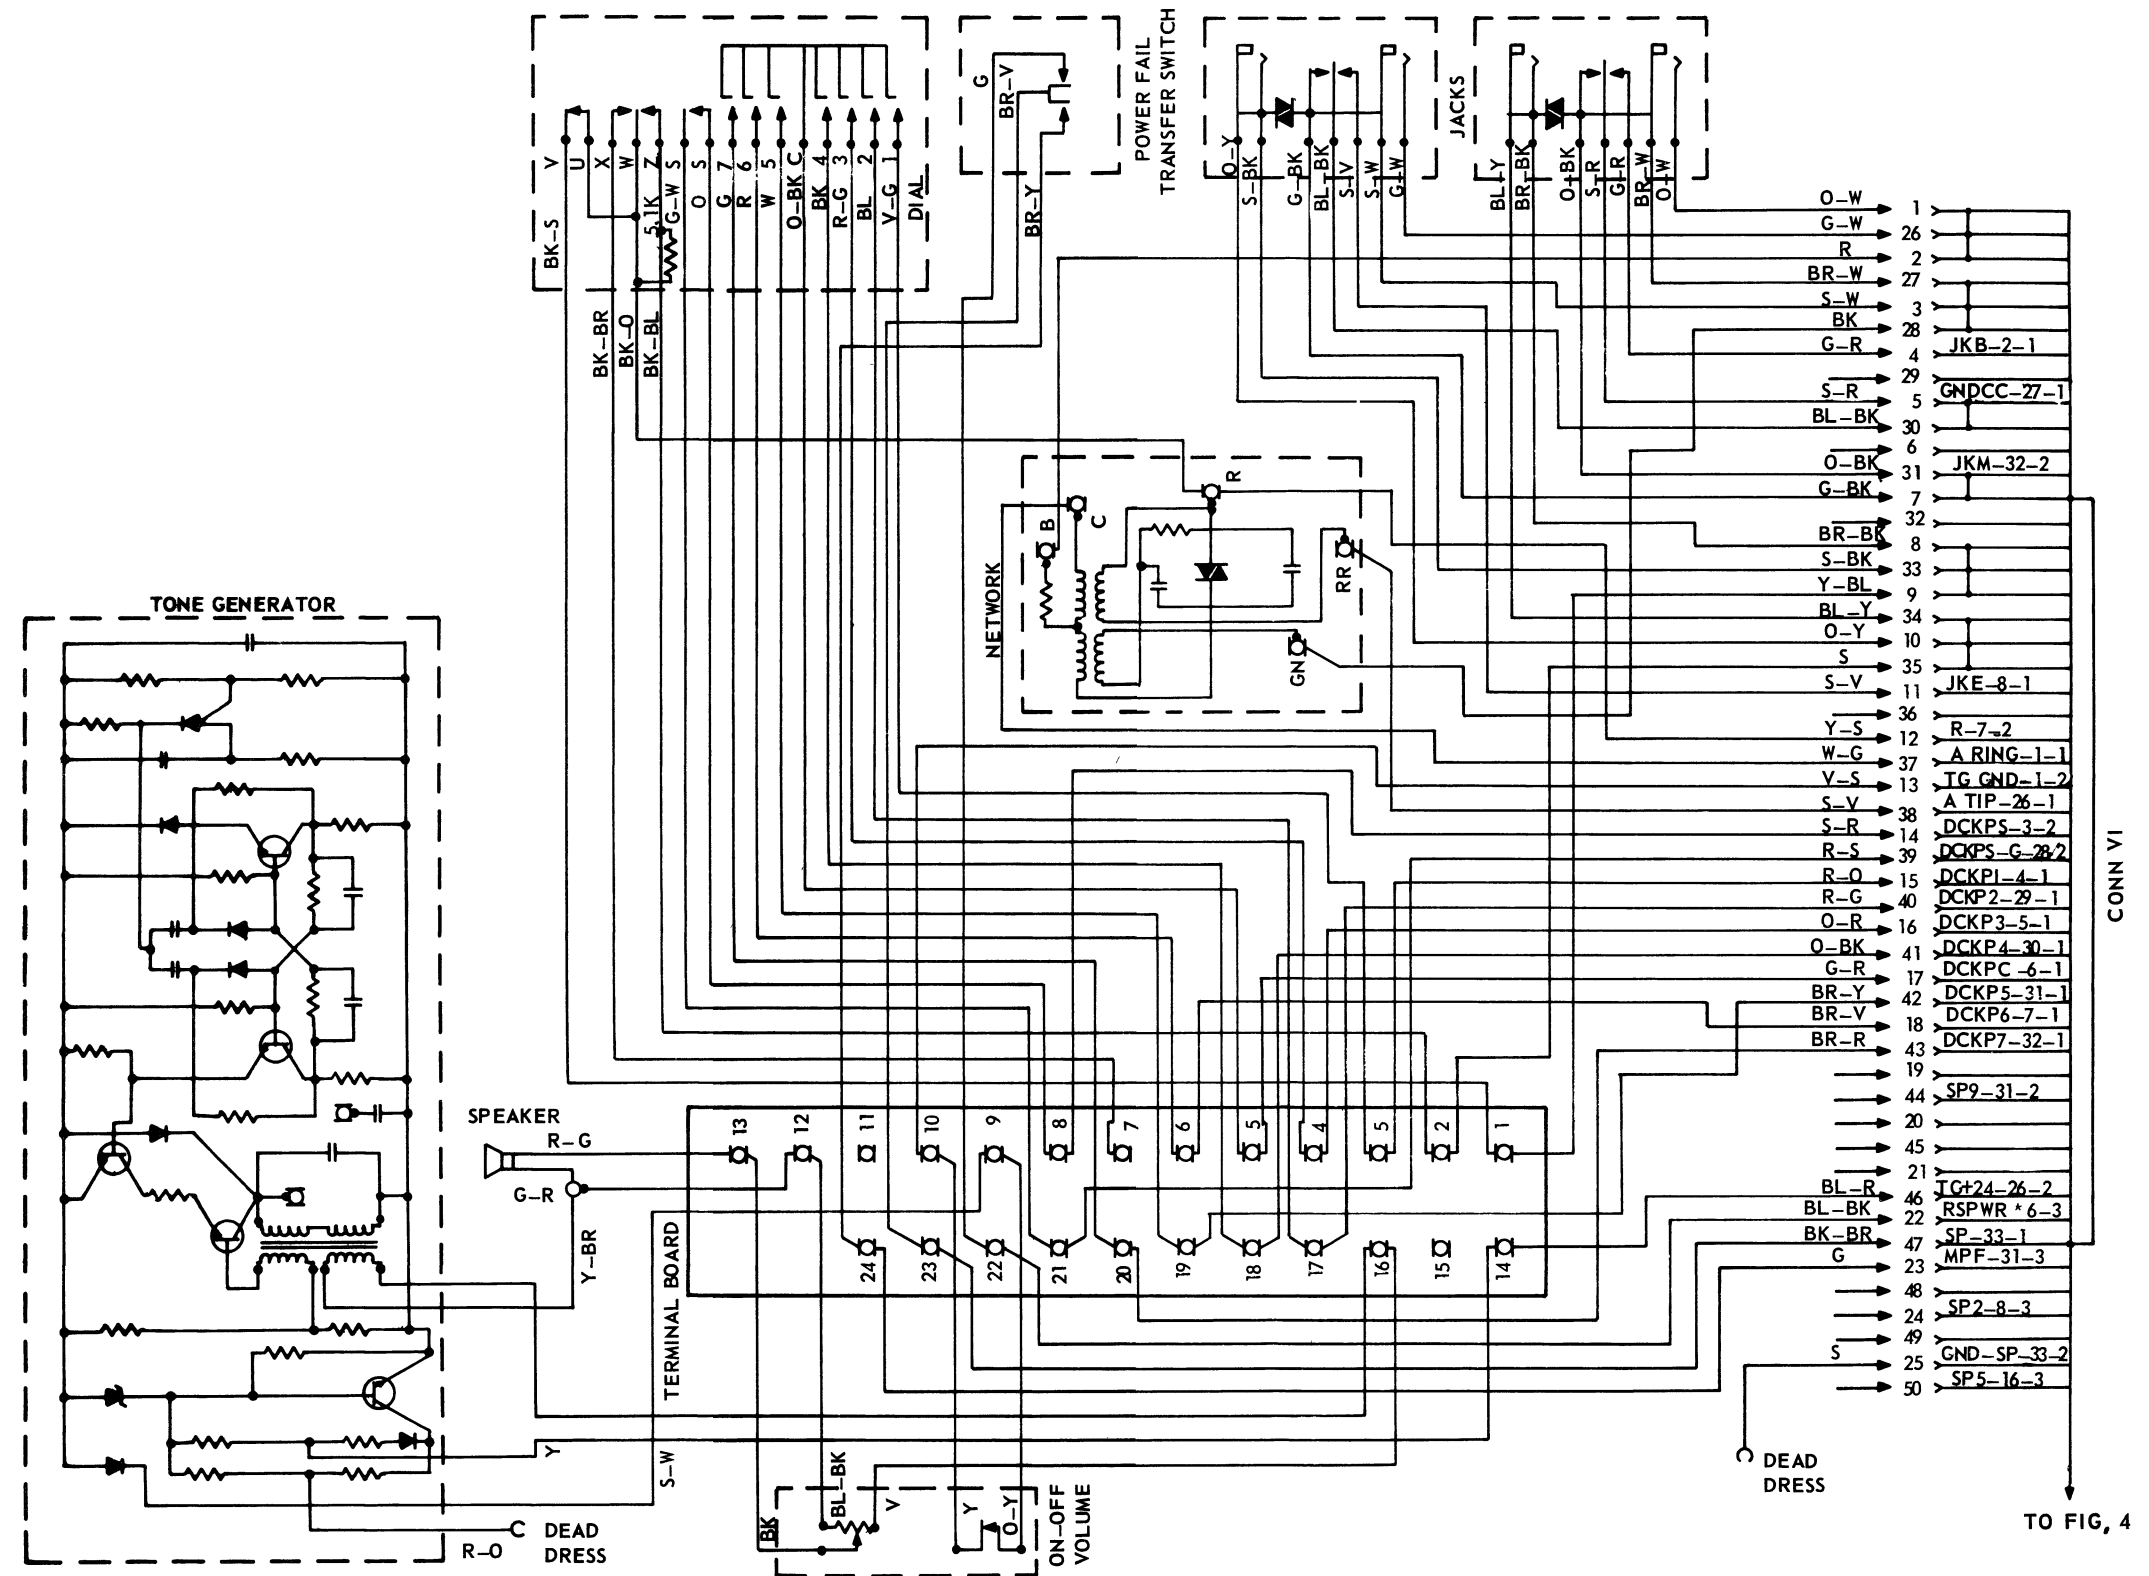 POWER FAIL
TRANSFER SWITCH
JACKS
DIAL
V
U
X
W
Z
S
S
7
6
5
C
4
3
2
1
5.1K
G-W
O
G
R
W
O-BK
BK
R-G
BL
V-G
BK-S
BK-BR
BK-O
BK-BL
G
BR-V
BR-Y
O-Y
S-BK
G-BK
BL-BK
S-V
S-W
G-W
BL-Y
BR-BK
O-BK
S-R
G-R
BR-W
O-W
O-W 1
G-W 26
R 2
BR-W 27
S-W 3
BK 28
G-R 4 JKB-2-1
29
S-R 5 GNDCC-27-1
BL-BK 30
6
O-BK 31 JKM-32-2
G-BK 7
32
BR-BK 8
S-BK 33
Y-BL 9
BL-Y 34
O-Y 10
S 35
S-V 11 JKE-8-1
36
Y-S 12 R-7-2
W-G 37 A RING-1-1
V-S 13 TG GND-1-2
S-V 38 A TIP-26-1
S-R 14 DCKPS-3-2
R-S 39 DCKPS-G-28-2
R-O 15 DCKP1-4-1
R-G 40 DCKP2-29-1
O-R 16 DCKP3-5-1
O-BK 41 DCKP4-30-1
G-R 17 DCKPC-6-1
BR-Y 42 DCKP5-31-1
BR-V 18 DCKP6-7-1
BR-R 43 DCKP7-32-1
19
44 SP9-31-2
20
45
21
BL-R 46 TG+24-26-2
BL-BK 22 RSPWR*6-3
BK-BR 47 SP-33-1
G 23 MPF-31-3
48
24 SP2-8-3
49
S 25 GND-SP-33-2
50 SP5-16-3
CONN VI
NETWORK
B
C
R
RR
GN
TONE GENERATOR
SPEAKER
R-G
G-R
Y-BR
TERMINAL BOARD
13
12
11
10
9
8
7
6
5
4
5
2
1
24
23
22
21
20
19
18
17
16
15
14
Y
S-W
BK
BL-BK
V
Y
O-Y
ON-OFF
VOLUME
R-O
DEAD
DRESS
DEAD
DRESS
TO FIG, 4